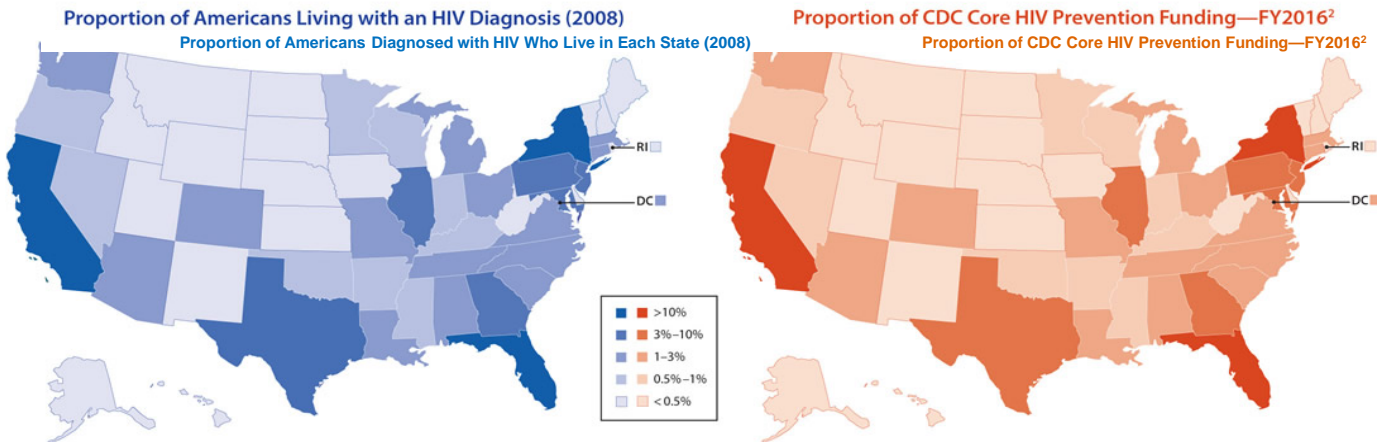 Proportion of Americans Living with an HIV Diagnosis (2008)
Proportion of Americans Diagnosed with HIV Who Live in Each State (2008)
RI
DC
>10%
3%–10%
1–3%
0.5%–1%
< 0.5%
Proportion of CDC Core HIV Prevention Funding—FY2016²
Proportion of CDC Core HIV Prevention Funding—FY2016²
RI
DC